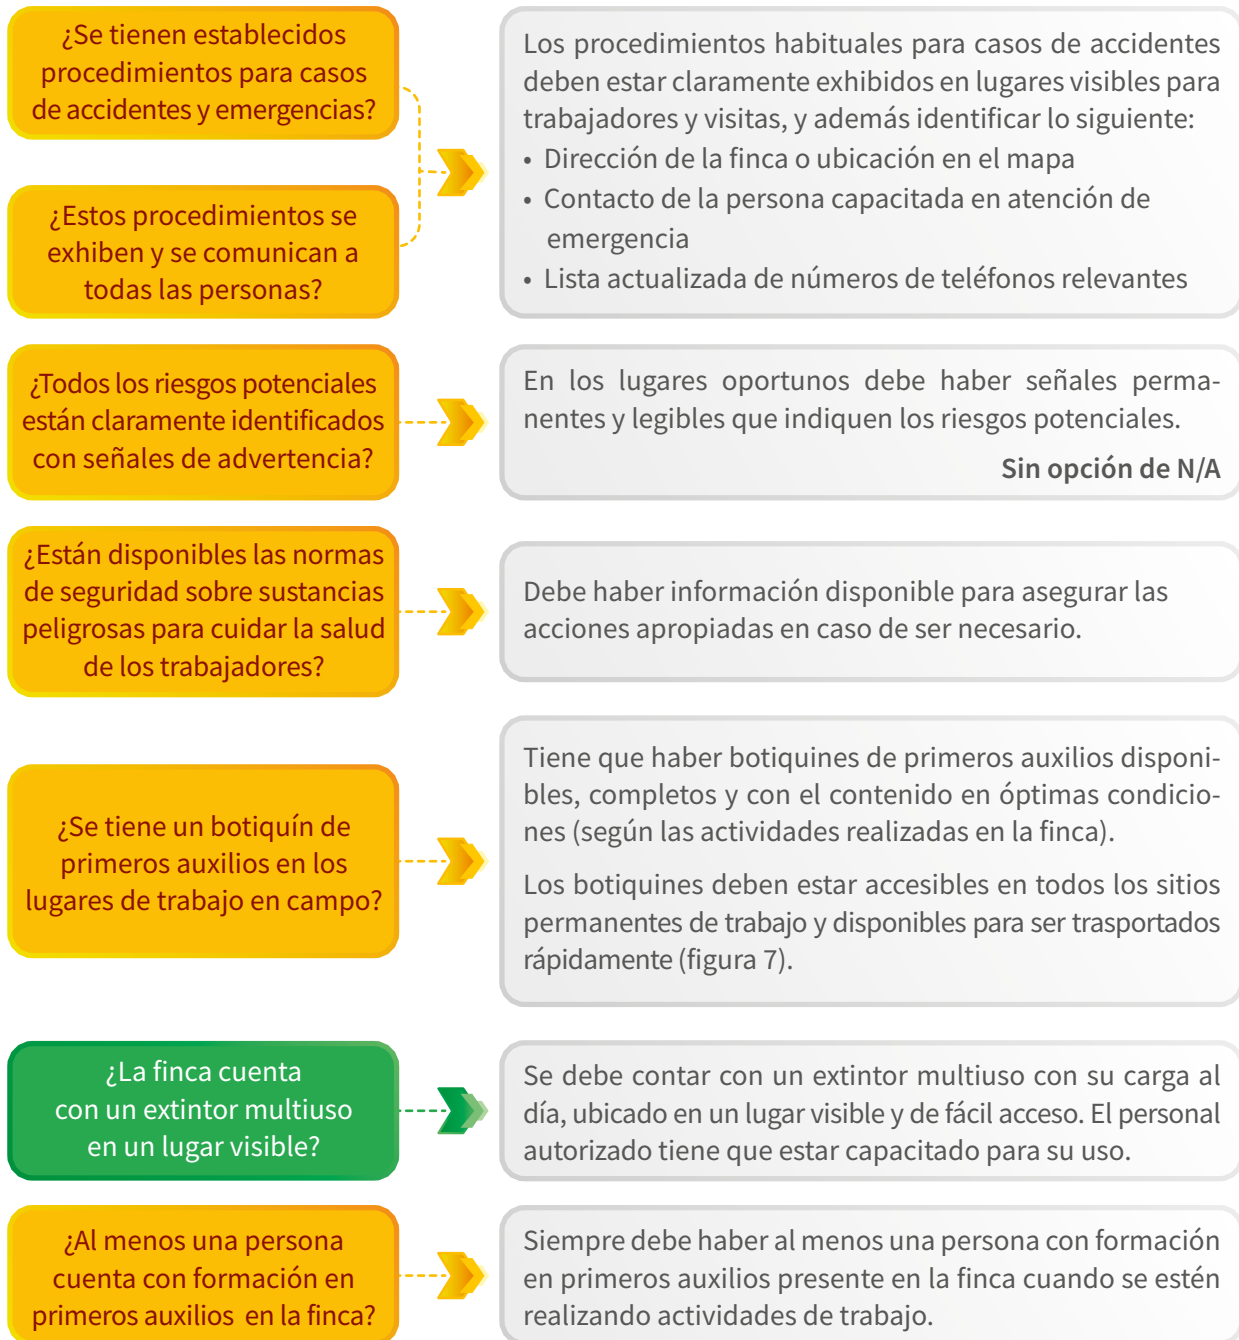 ¿Se tienen establecidos
procedimientos para casos
de accidentes y emergencias?
¿Estos procedimientos se
exhiben y se comunican a
todas las personas?
Los procedimientos habituales para casos de accidentes
deben estar claramente exhibidos en lugares visibles para
trabajadores y visitas, y además identificar lo siguiente:
• Dirección de la finca o ubicación en el mapa
• Contacto de la persona capacitada en atención de
emergencia
• Lista actualizada de números de teléfonos relevantes
¿Todos los riesgos potenciales
están claramente identificados
con señales de advertencia?
En los lugares oportunos debe haber señales perma-
nentes y legibles que indiquen los riesgos potenciales.
Sin opción de N/A
¿Están disponibles las normas
de seguridad sobre sustancias
peligrosas para cuidar la salud
de los trabajadores?
Debe haber información disponible para asegurar las
acciones apropiadas en caso de ser necesario.
¿Se tiene un botiquín de
primeros auxilios en los
lugares de trabajo en campo?
Tiene que haber botiquines de primeros auxilios disponi-
bles, completos y con el contenido en óptimas condicio-
nes (según las actividades realizadas en la finca).
Los botiquines deben estar accesibles en todos los sitios
permanentes de trabajo y disponibles para ser trasportados
rápidamente (figura 7).
¿La finca cuenta
con un extintor multiuso
en un lugar visible?
Se debe contar con un extintor multiuso con su carga al
día, ubicado en un lugar visible y de fácil acceso. El personal
autorizado tiene que estar capacitado para su uso.
¿Al menos una persona
cuenta con formación en
primeros auxilios en la finca?
Siempre debe haber al menos una persona con formación
en primeros auxilios presente en la finca cuando se estén
realizando actividades de trabajo.